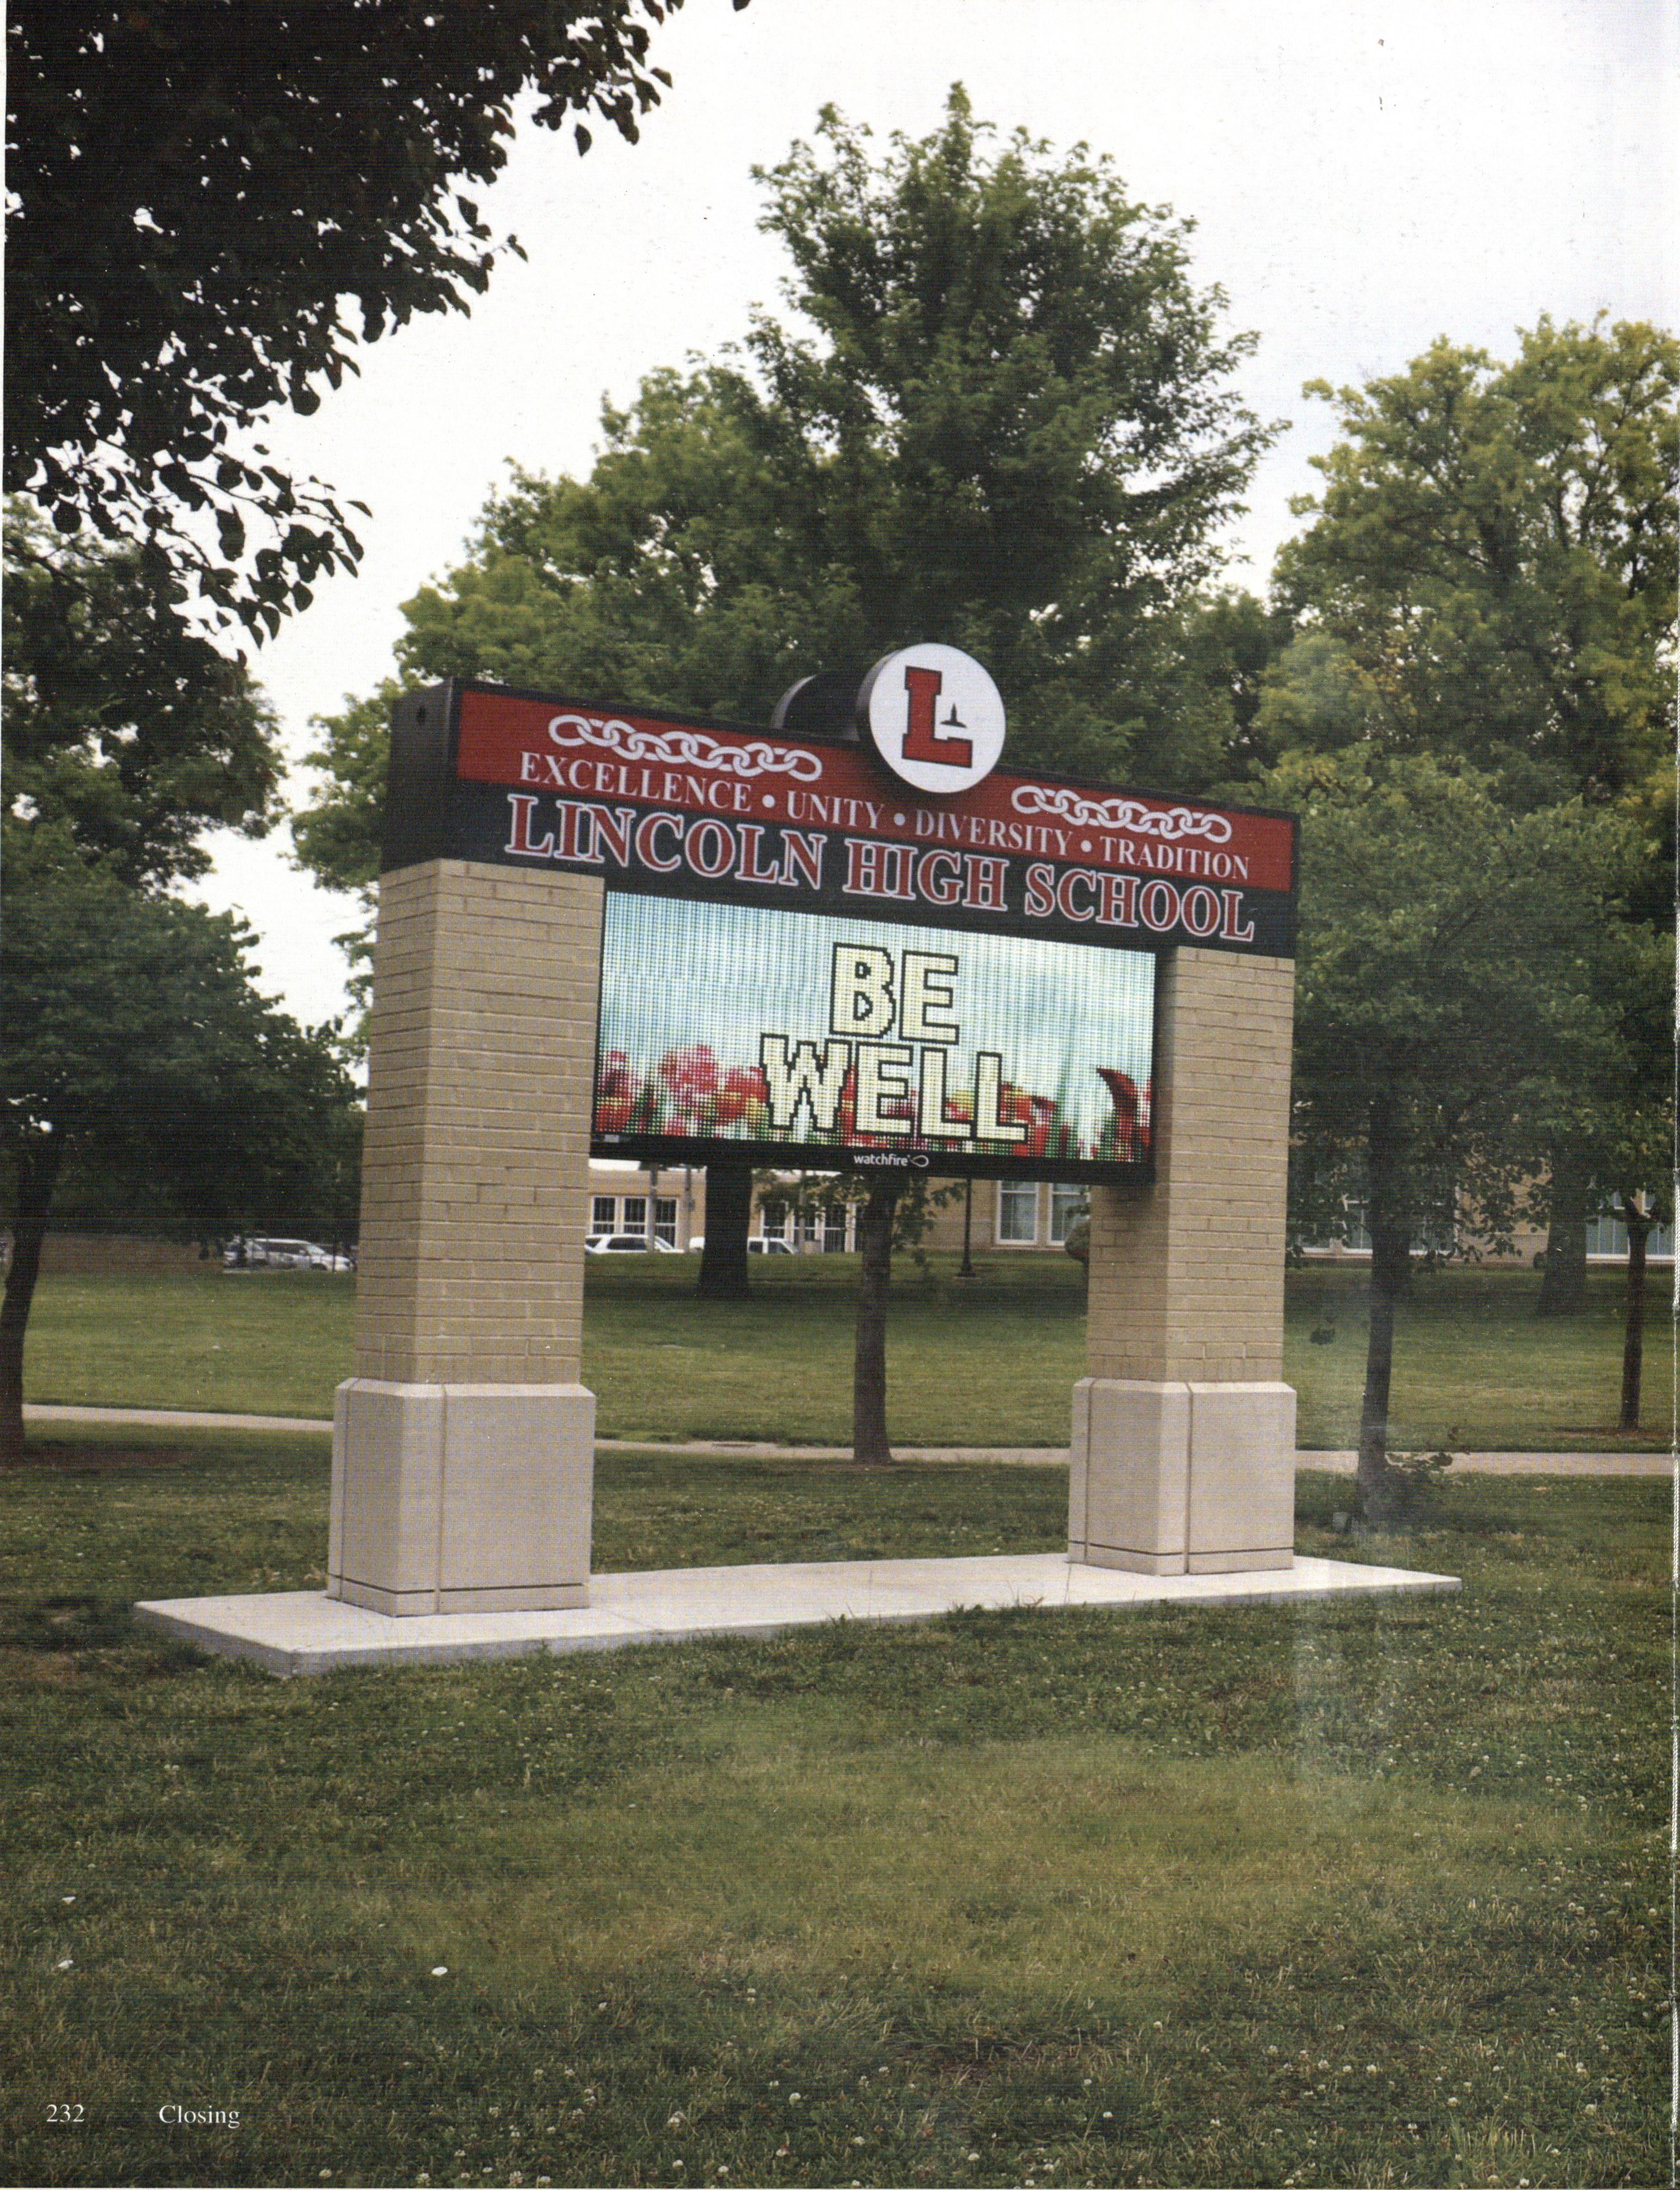 L
EXCELLENCE • UNITY • DIVERSITY • TRADITION
LINCOLN HIGH SCHOOL
BE
WELL
watchfire
232 Closing